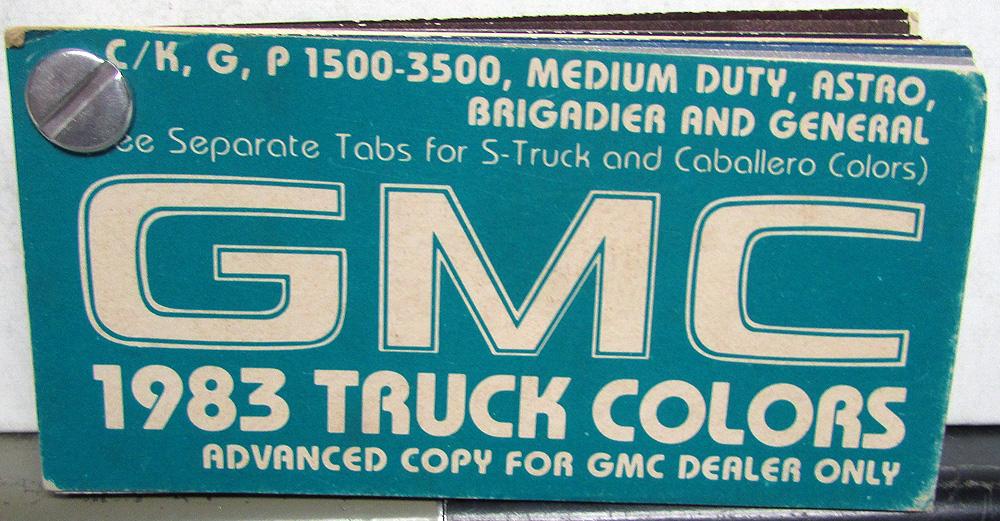 C/K, G, P 1500-3500, MEDIUM DUTY, ASTRO,
BRIGADIER AND GENERAL
ee Separate Tabs for S-Truck and Caballero Colors)
GMC
1983 TRUCK COLORS
ADVANCED COPY FOR GMC DEALER ONLY